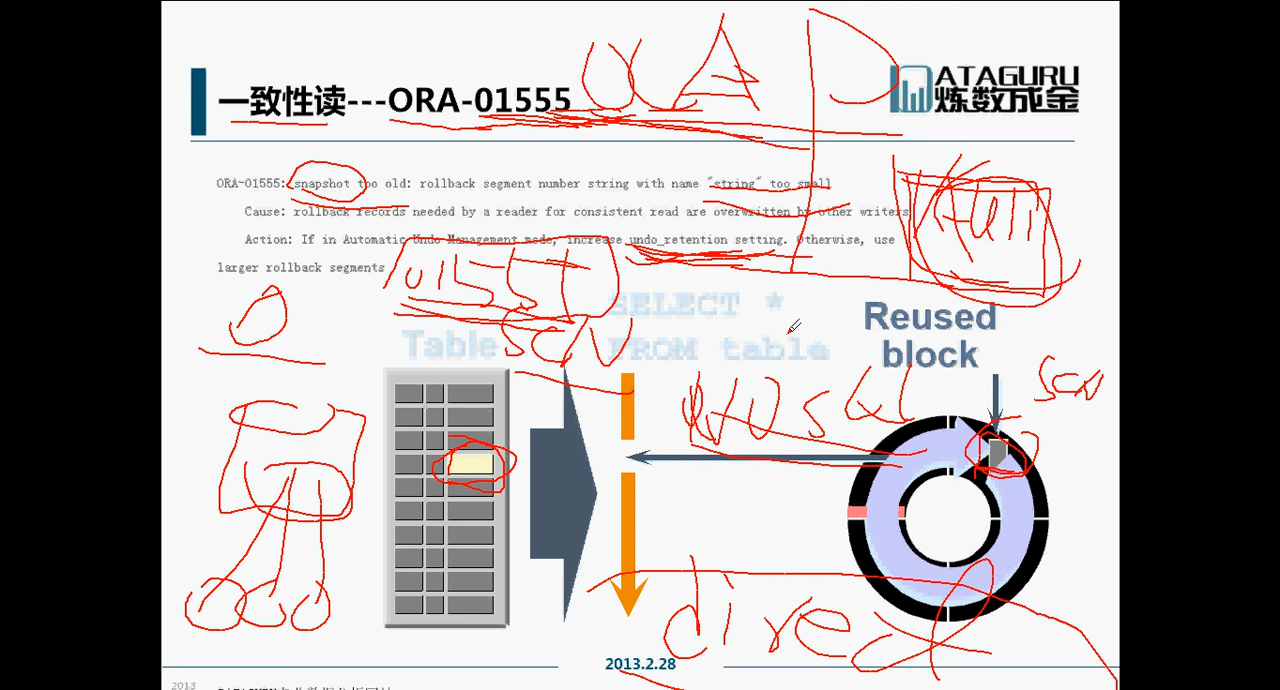 一致性读---ORA-01555
ATAGURU
炼数成金
ORA-01555: snapshot too old: rollback segment number string with name "string" too small
Cause: rollback records needed by a reader for consistent read are overwritten by other writers
Action: If in Automatic Undo Management mode, increase undo_retention setting. Otherwise, use
larger rollback segments
SELECT *
FROM table
Table
Reused
block
SCN
scn
direct
2013.2.28
2013